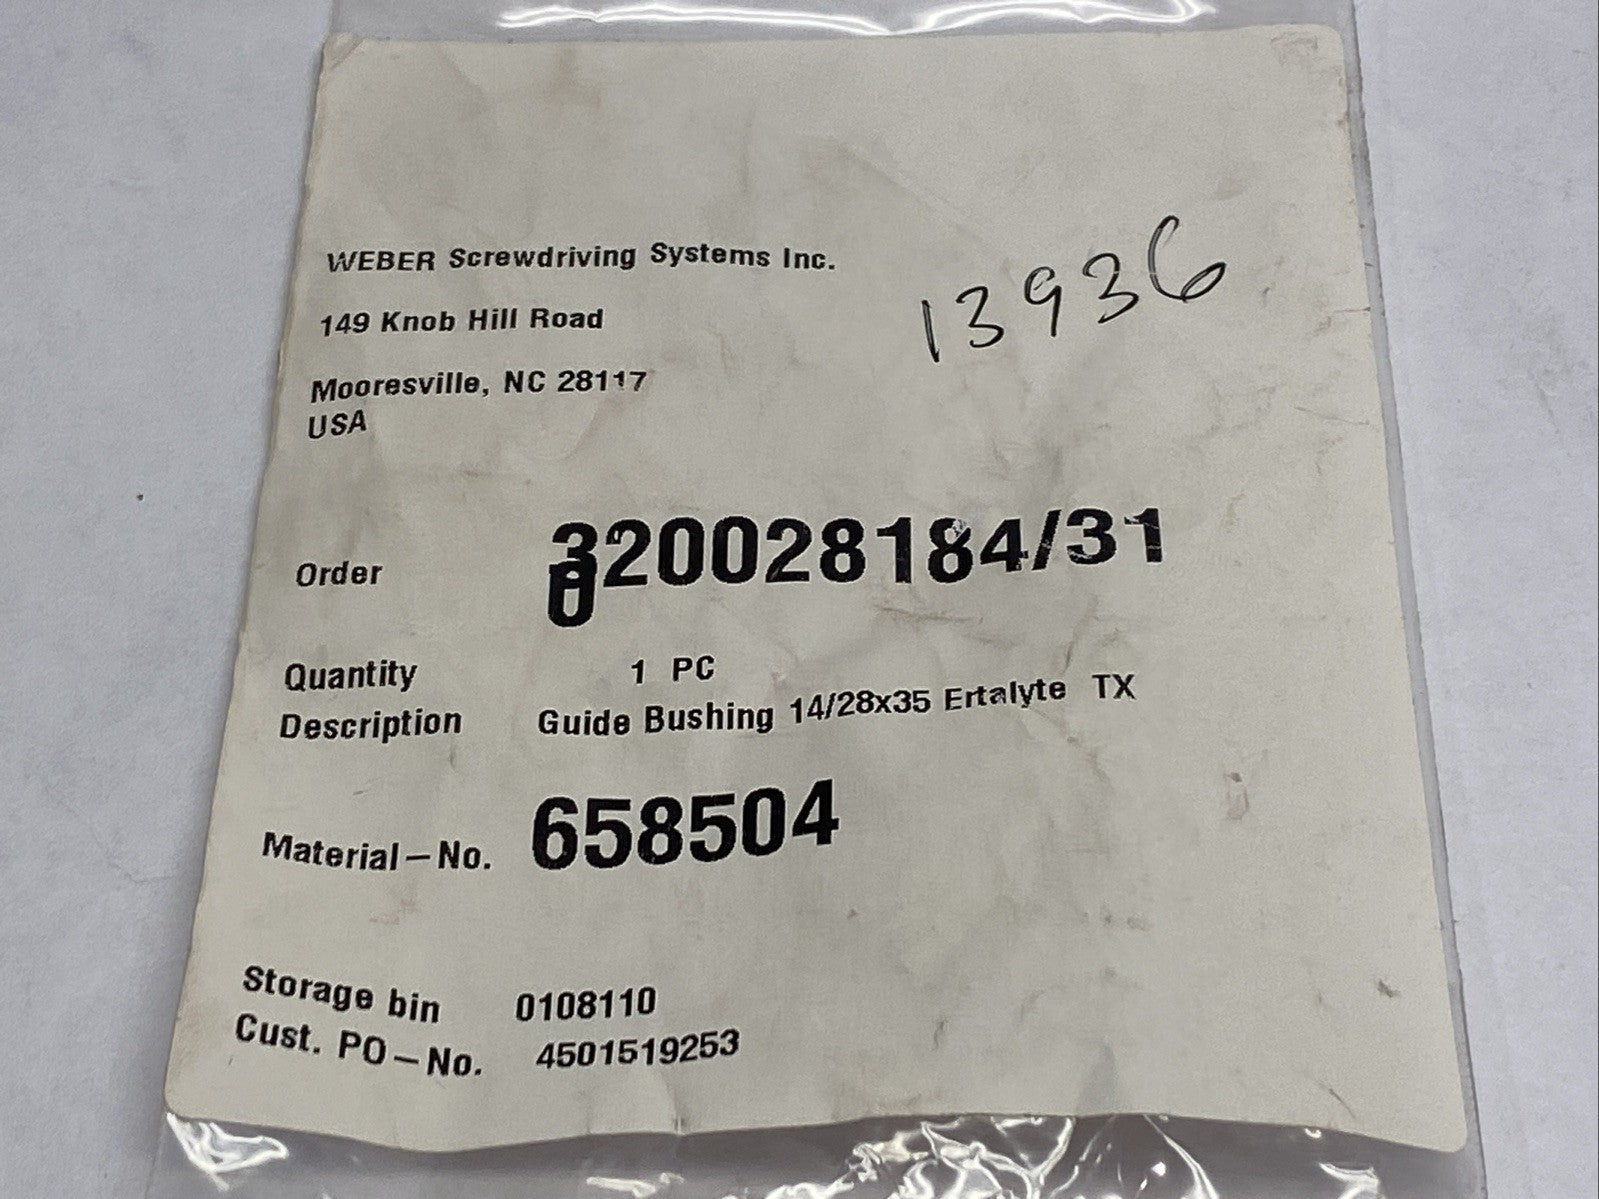 WEBER Screwdriving Systems Inc.
149 Knob Hill Road
13936
Mooresville, NC 28117
USA
Order 320028184/31
0
Quantity 1 PC
Description Guide Bushing 14/28x35 Ertalyte TX
Material-No. 658504
Storage bin 0108110
Cust. PO-No. 4501519253